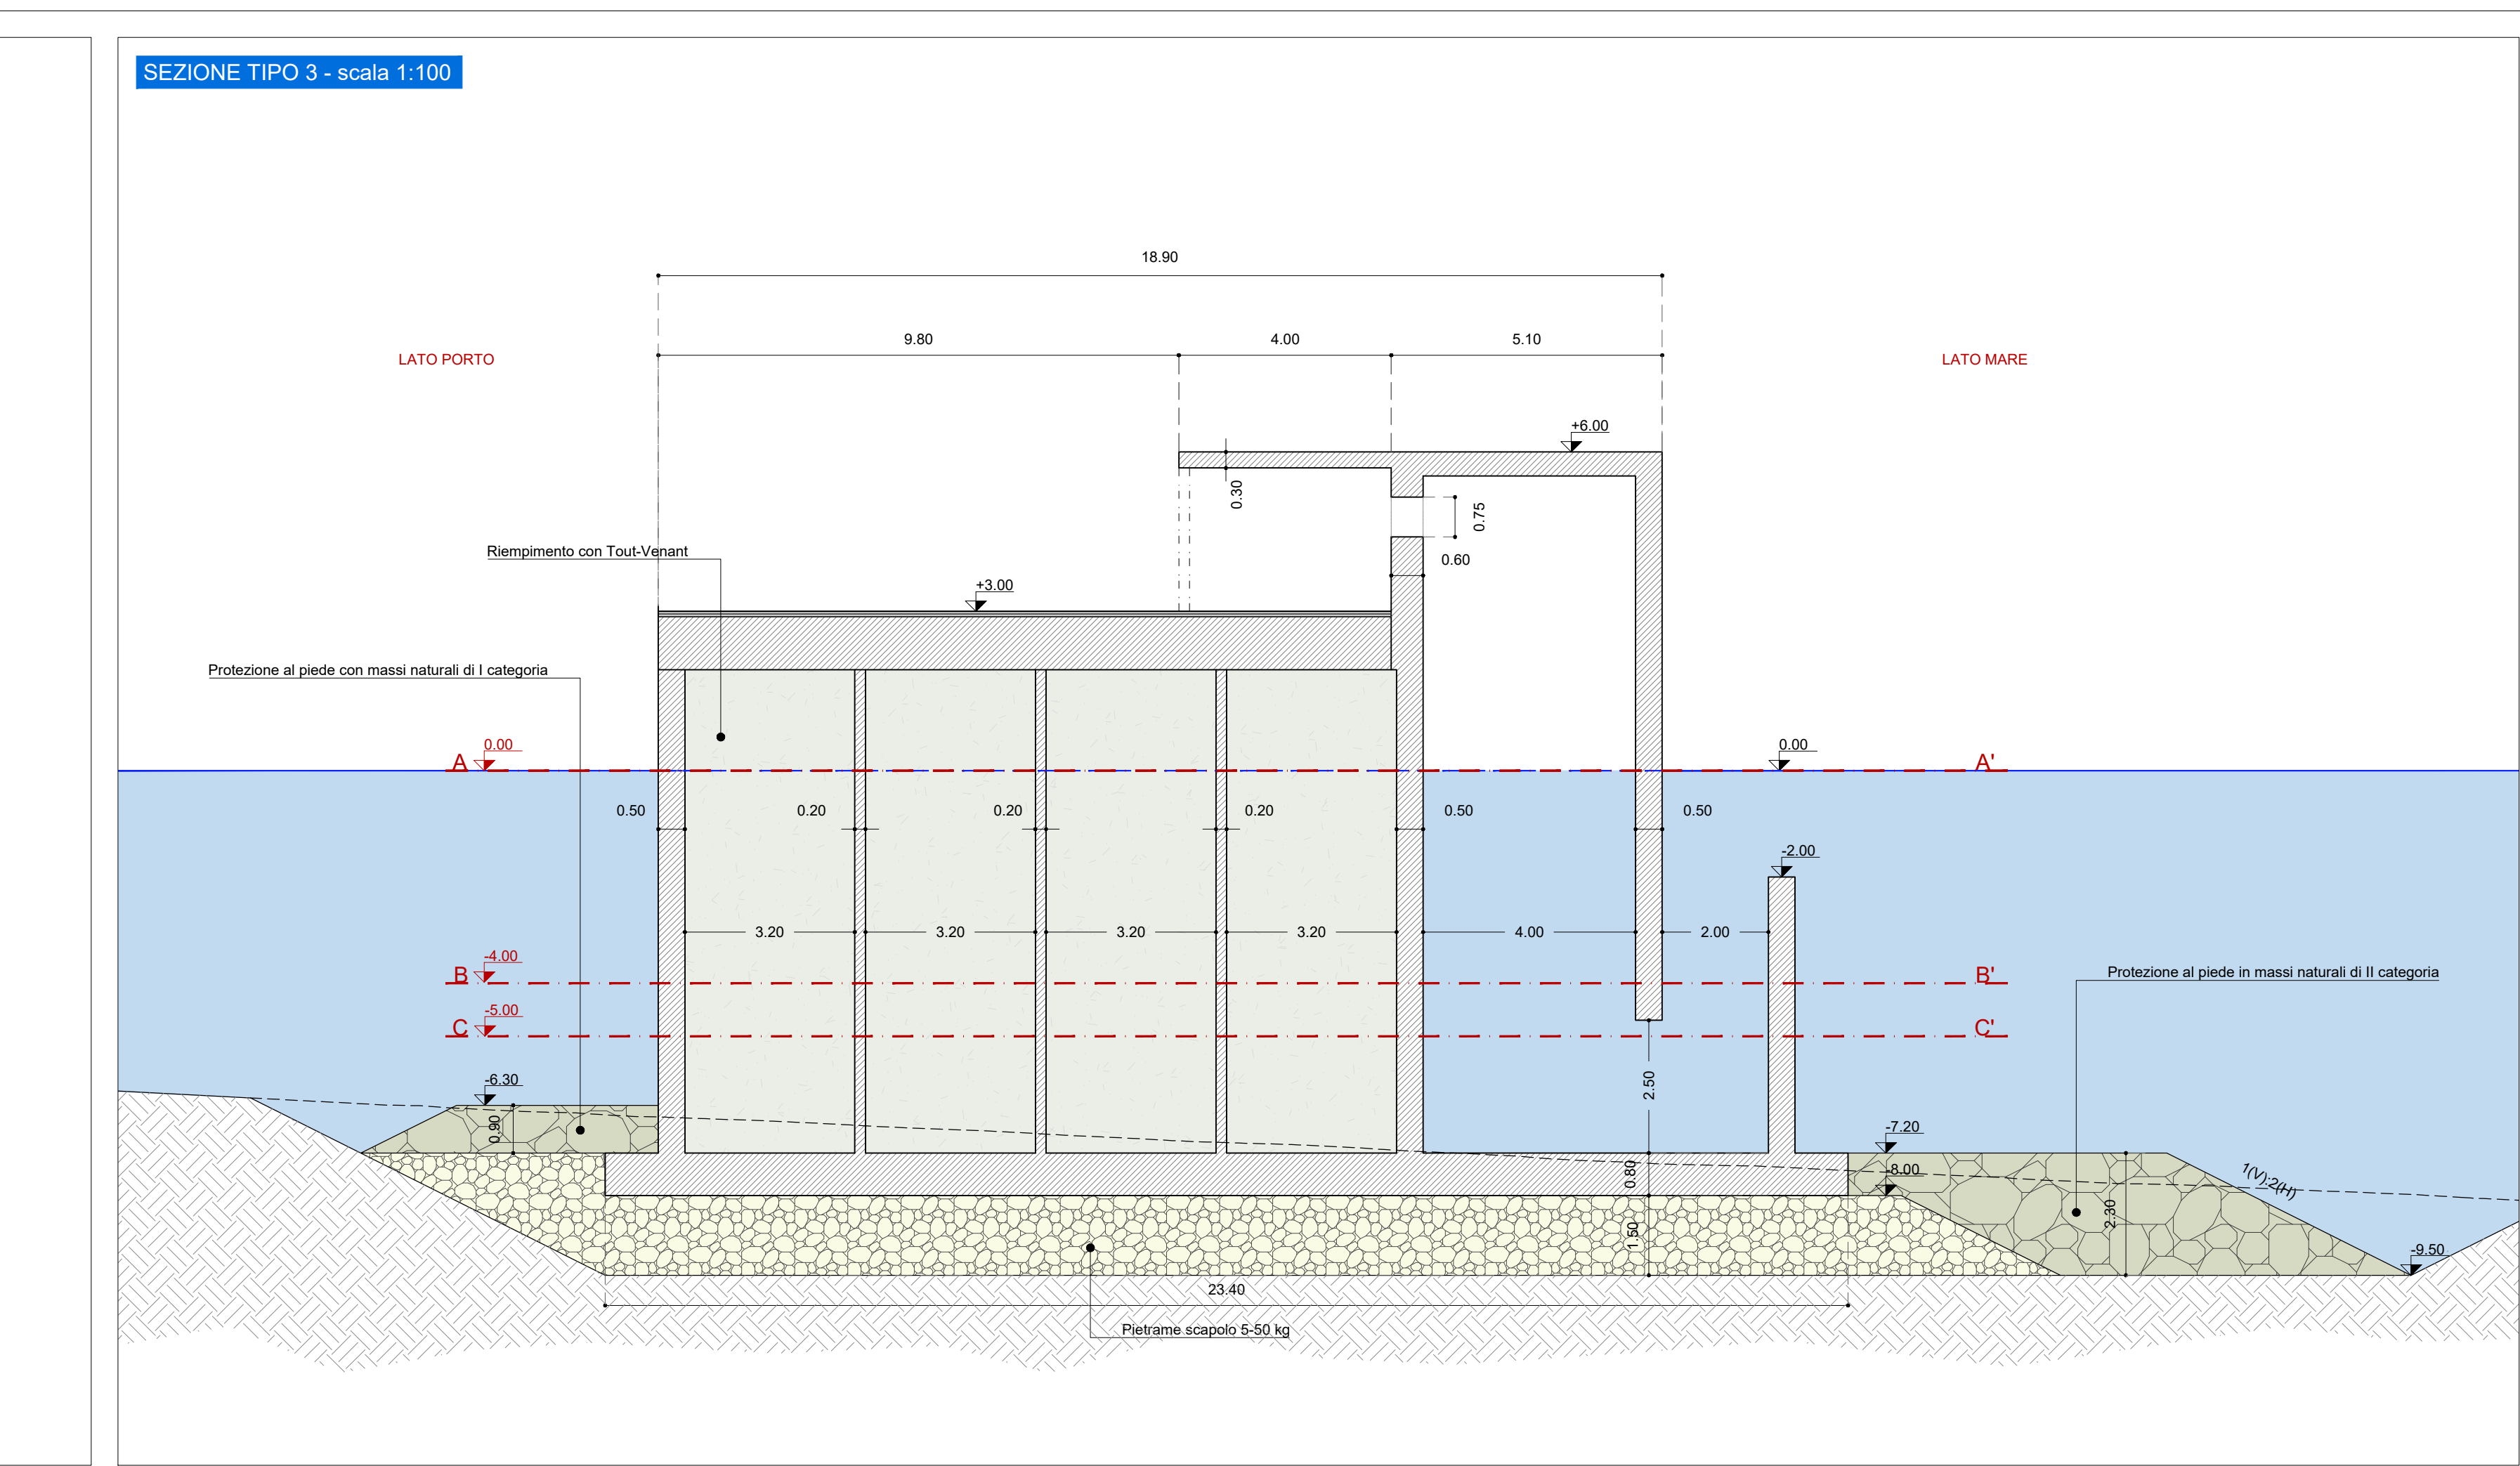 SEZIONE TIPO 3 - scala 1:100
18.90
9.80
4.00
5.10
LATO PORTO
LATO MARE
+6.00
0.30
0.75
0.60
Riempimento con Tout-Venant
+3.00
Protezione al piede con massi naturali di I categoria
A
0.00
0.00
A'
0.50
0.20
0.20
0.20
0.50
0.50
-2.00
3.20
3.20
3.20
3.20
4.00
2.00
B
-4.00
B'
Protezione al piede in massi naturali di II categoria
C
-5.00
C'
-6.30
0.90
2.50
-7.20
0.80
-8.00
1(V):2(H)
2.30
1.50
-9.50
23.40
Pietrame scapolo 5-50 kg